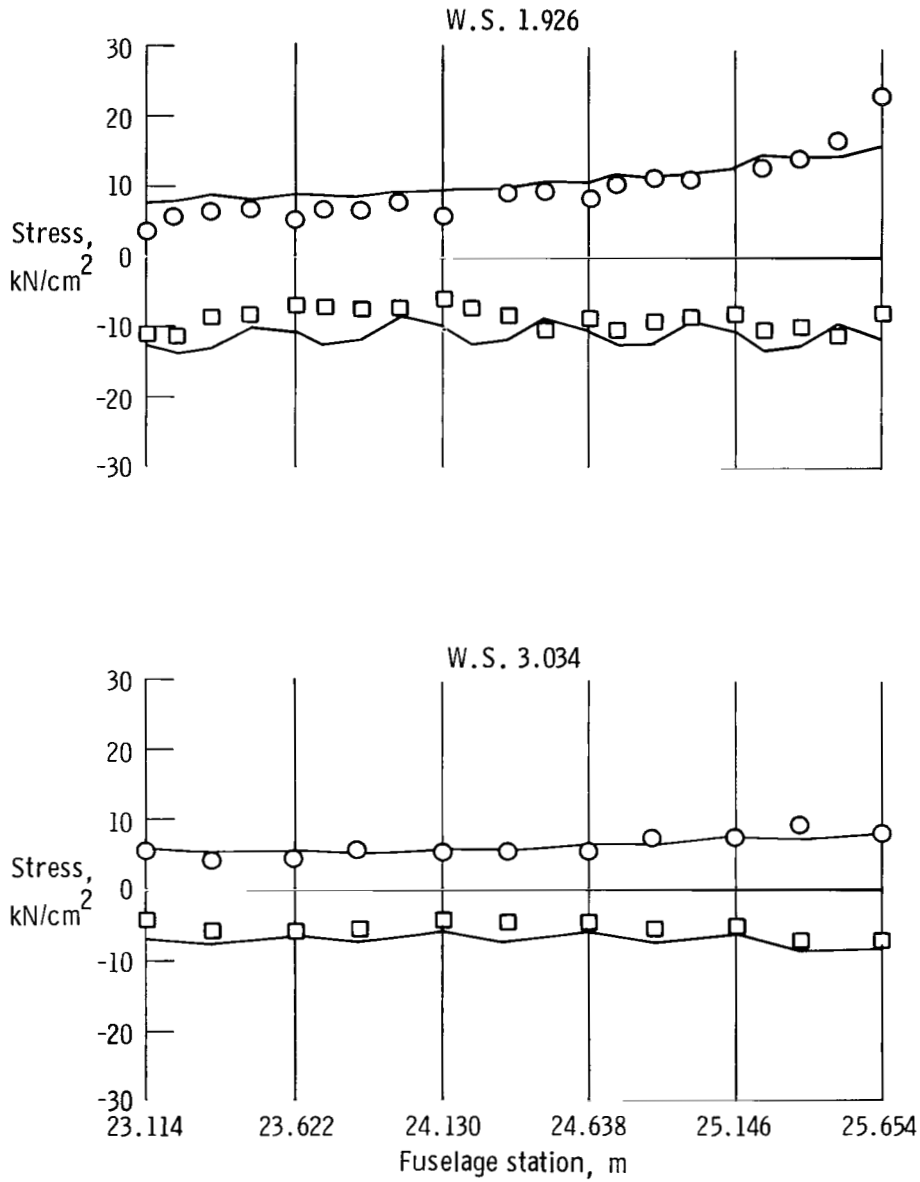 W.S. 1.926
30
20
10
Stress,
kN/cm²
0
-10
-20
-30
W.S. 3.034
30
20
10
Stress,
kN/cm²
0
-10
-20
-30
23.114 23.622 24.130 24.638 25.146 25.654
Fuselage station, m